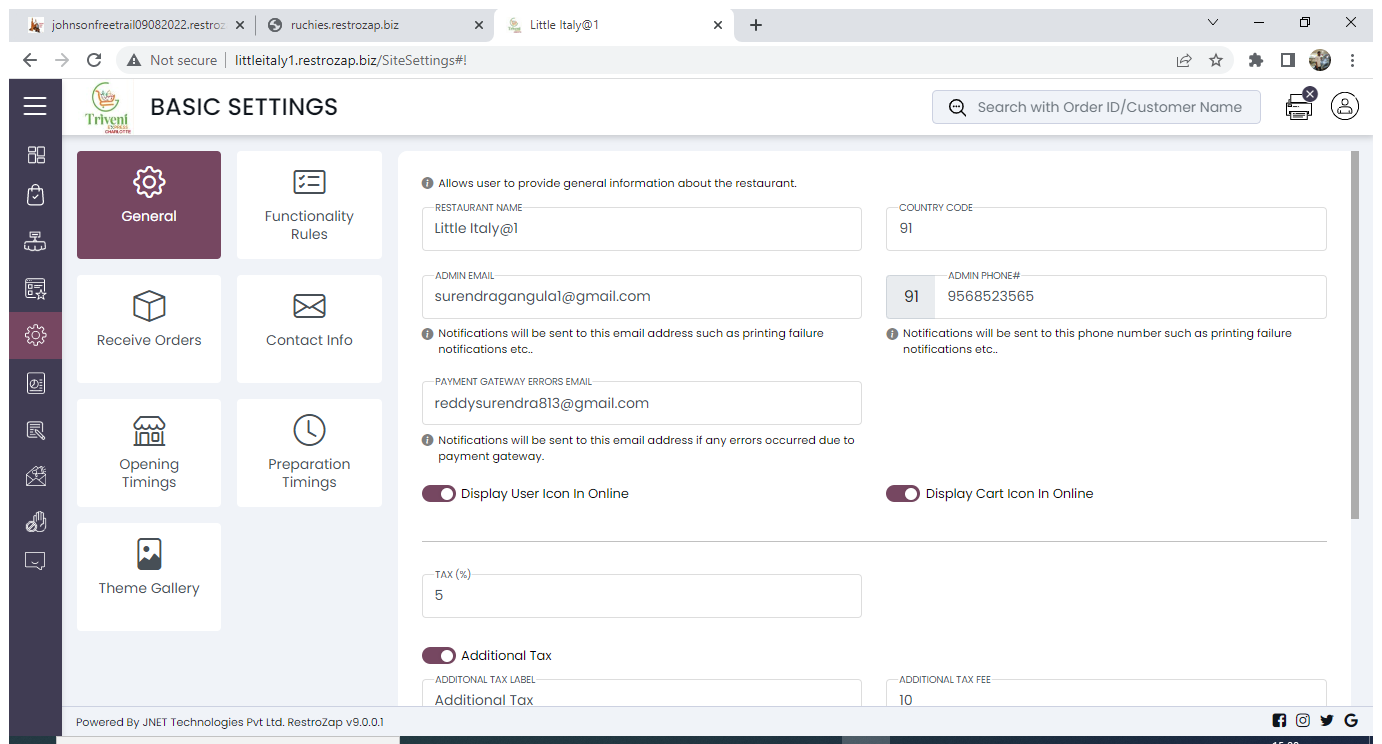 johnsonfreetrail09082022.restroz
ruchies.restrozap.biz
Little Italy@1
Not secure
littleitaly1.restrozap.biz/SiteSettings#!
Triveni
EXPRESS
CHARLOTTE
BASIC SETTINGS
Search with Order ID/Customer Name
General
Functionality
Rules
Receive Orders
Contact Info
Opening
Timings
Preparation
Timings
Theme Gallery
Allows user to provide general information about the restaurant.
RESTAURANT NAME
Little Italy@1
COUNTRY CODE
91
ADMIN EMAIL
surendragangula1@gmail.com
ADMIN PHONE#
91 9568523565
Notifications will be sent to this email address such as printing failure
notifications etc..
Notifications will be sent to this phone number such as printing failure
notifications etc..
PAYMENT GATEWAY ERRORS EMAIL
reddysurendra813@gmail.com
Notifications will be sent to this email address if any errors occurred due to
payment gateway.
Display User Icon In Online
Display Cart Icon In Online
TAX (%)
5
Additional Tax
ADDITONAL TAX LABEL
Additional Tax
ADDITIONAL TAX FEE
10
Powered By JNET Technologies Pvt Ltd. RestroZap v9.0.0.1